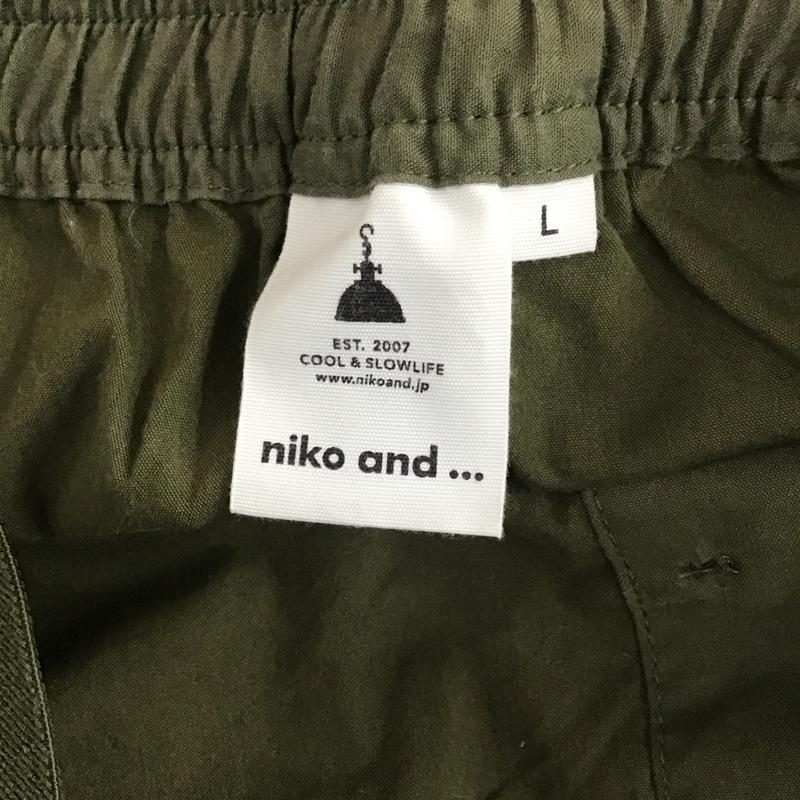 L
EST. 2007
COOL & SLOWLIFE
www.nikoand.jp
niko and ...